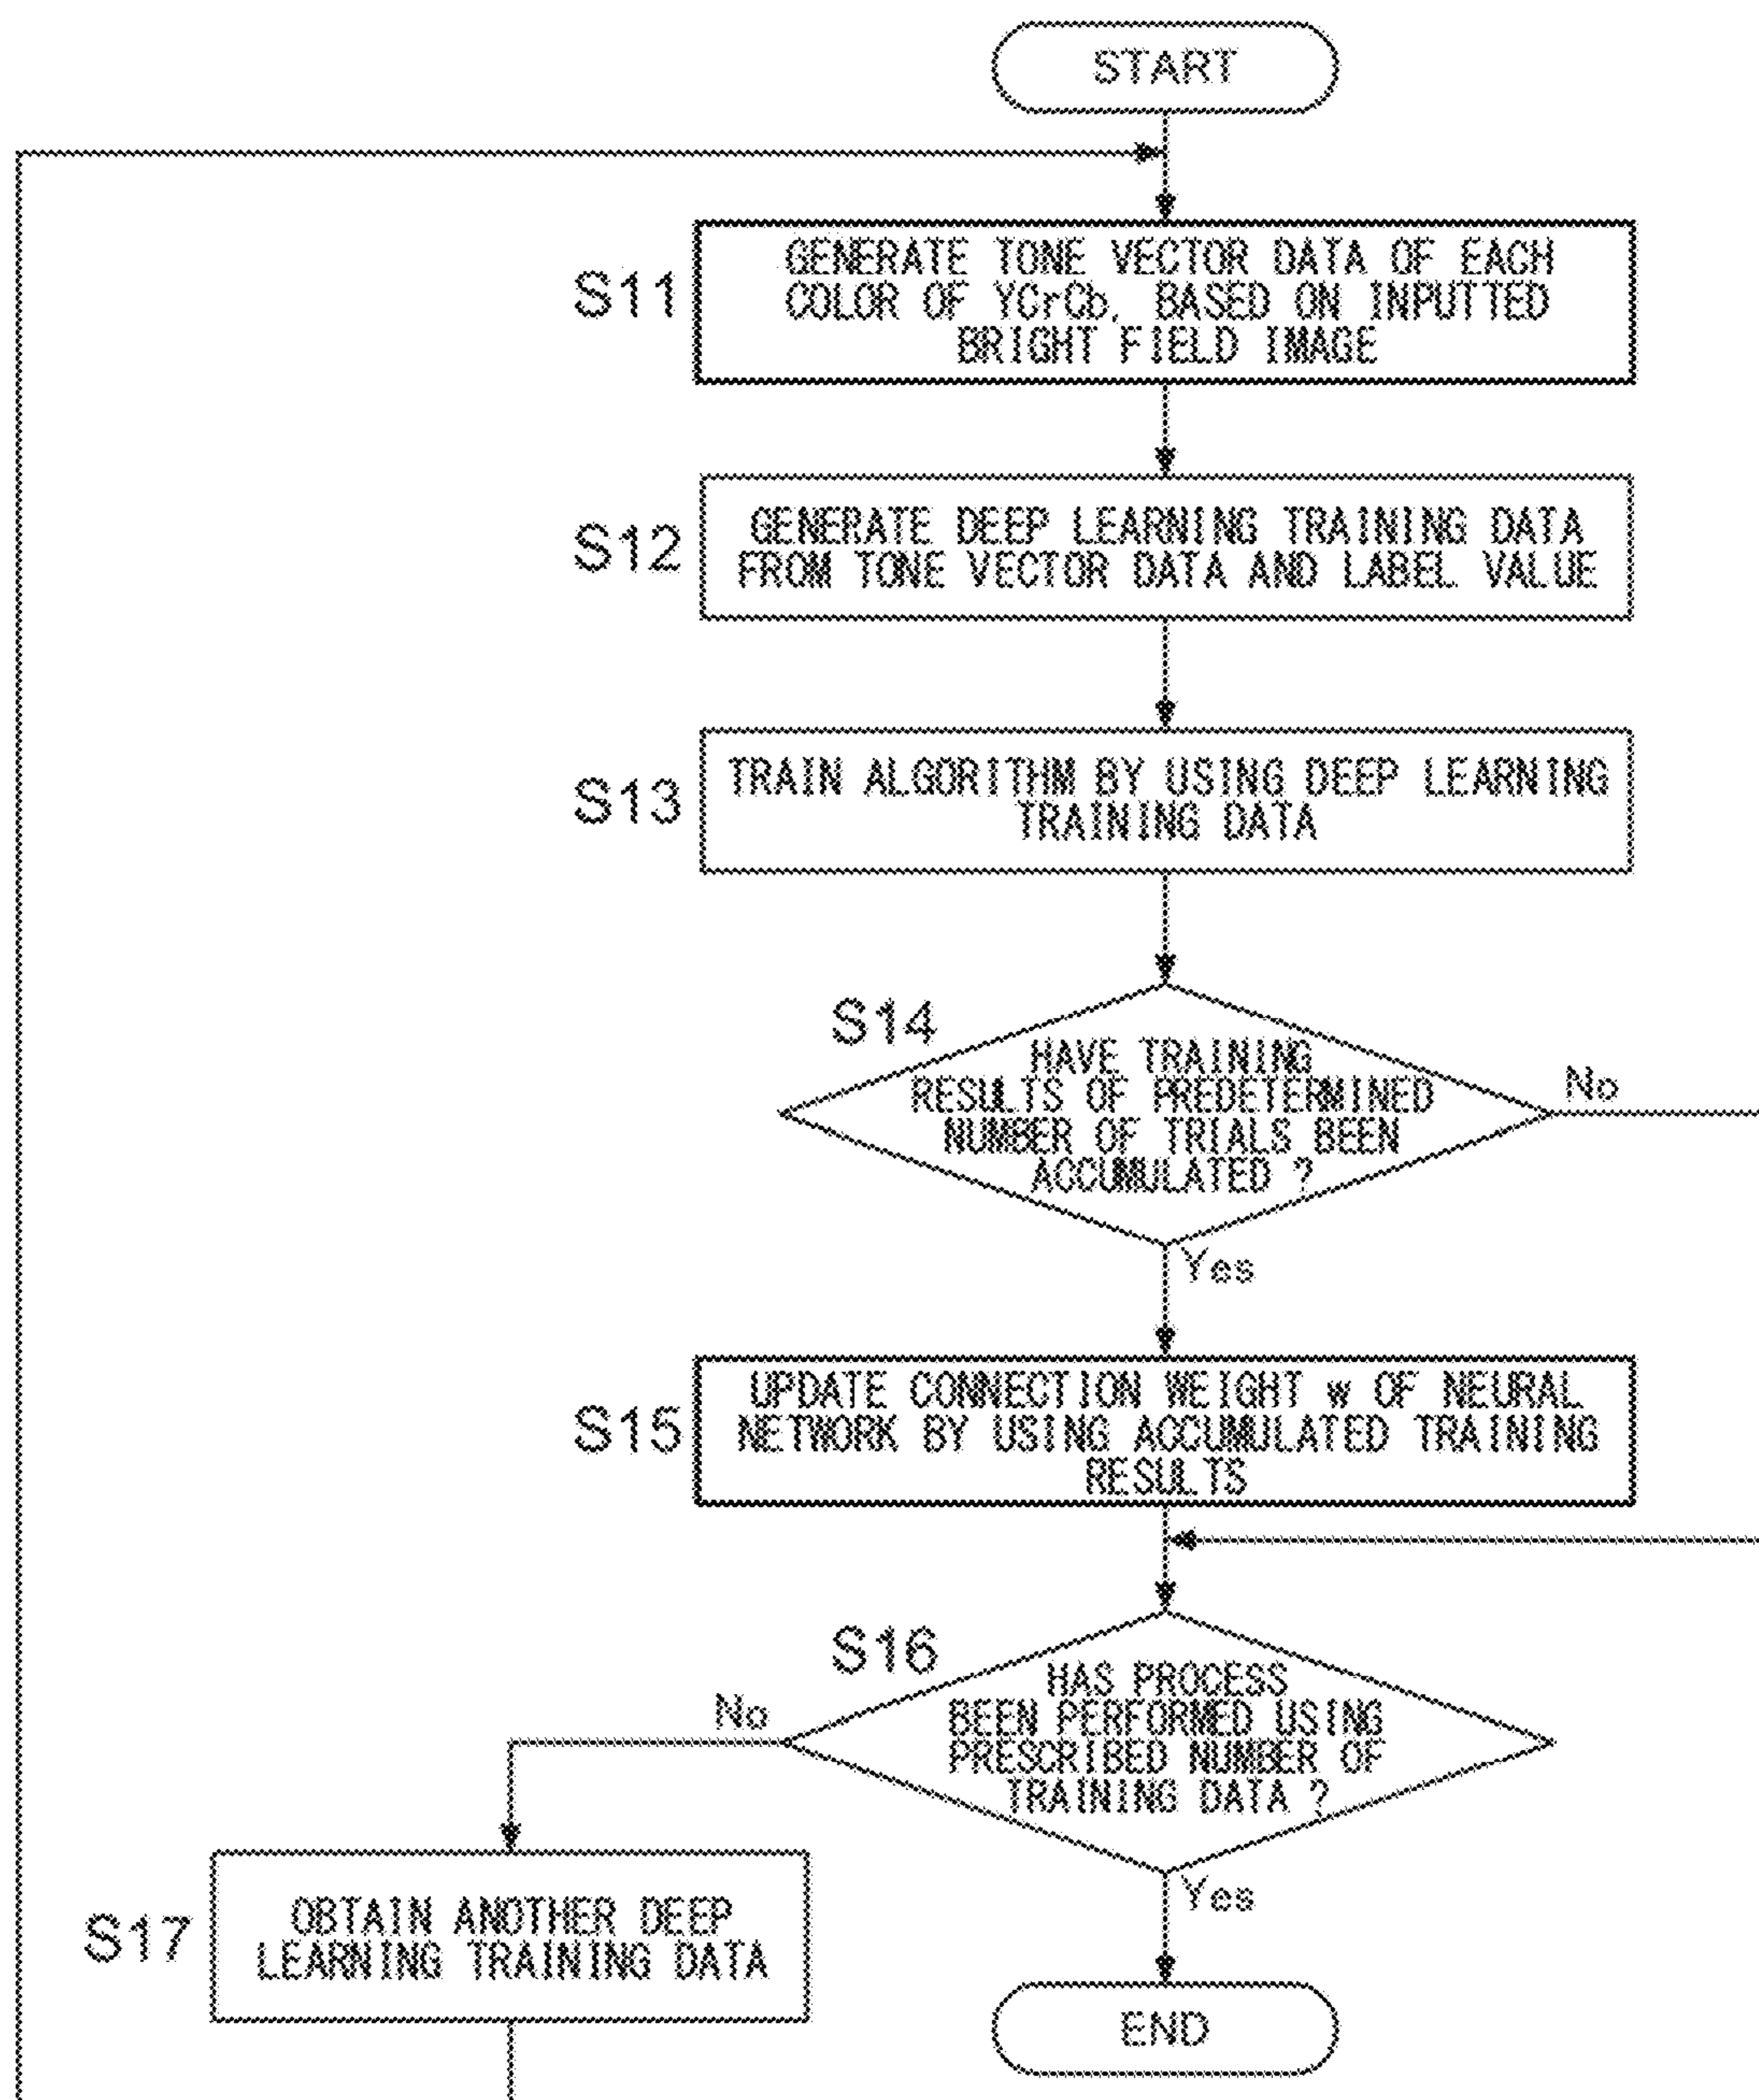 START
S11
GENERATE TONE VECTOR DATA OF EACH
COLOR OF YCrCb, BASED ON INPUTTED
BRIGHT FIELD IMAGE
S12
GENERATE DEEP LEARNING TRAINING DATA
FROM TONE VECTOR DATA AND LABEL VALUE
S13
TRAIN ALGORITHM BY USING DEEP LEARNING
TRAINING DATA
S14
HAVE TRAINING
RESULTS OF PREDETERMINED
NUMBER OF TRIALS BEEN
ACCUMULATED ?
No
Yes
S15
UPDATE CONNECTION WEIGHT w OF NEURAL
NETWORK BY USING ACCUMULATED TRAINING
RESULTS
S16
HAS PROCESS
BEEN PERFORMED USING
PRESCRIBED NUMBER OF
TRAINING DATA ?
No
Yes
S17
OBTAIN ANOTHER DEEP
LEARNING TRAINING DATA
END